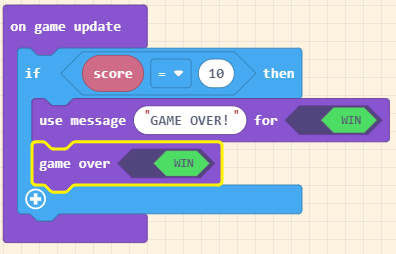 on game update
if score = 10 then
use message "GAME OVER!" for WIN
game over WIN